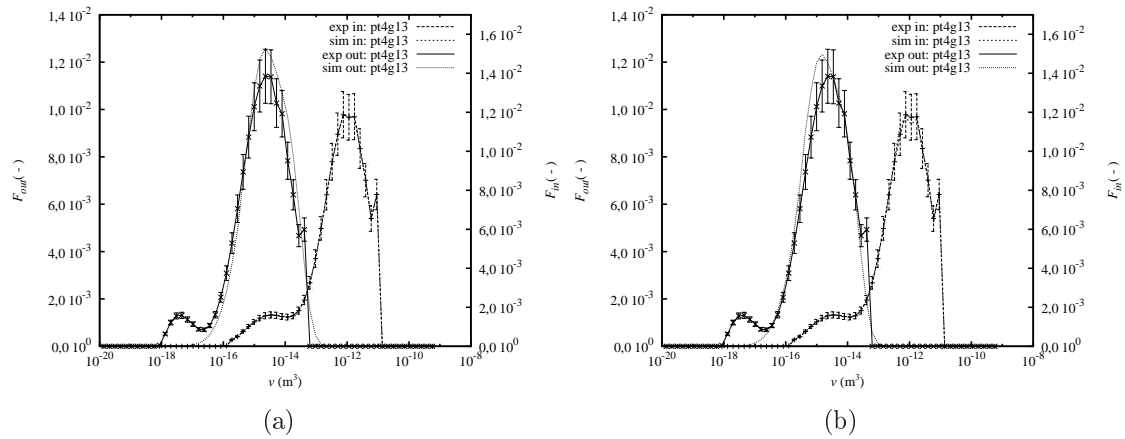 1,4 10⁻²
1,2 10⁻²
1,0 10⁻²
8,0 10⁻³
6,0 10⁻³
4,0 10⁻³
2,0 10⁻³
0,0 10⁰
F_out( - )
exp in: pt4g13
sim in: pt4g13
exp out: pt4g13
sim out: pt4g13
1,6 10⁻²
1,4 10⁻²
1,2 10⁻²
1,0 10⁻²
8,0 10⁻³
6,0 10⁻³
4,0 10⁻³
2,0 10⁻³
0,0 10⁰
F_in( - )
10⁻²⁰ 10⁻¹⁸ 10⁻¹⁶ 10⁻¹⁴ 10⁻¹² 10⁻¹⁰ 10⁻⁸
v (m³)
(a)
1,4 10⁻²
1,2 10⁻²
1,0 10⁻²
8,0 10⁻³
6,0 10⁻³
4,0 10⁻³
2,0 10⁻³
0,0 10⁰
F_out( - )
exp in: pt4g13
sim in: pt4g13
exp out: pt4g13
sim out: pt4g13
1,6 10⁻²
1,4 10⁻²
1,2 10⁻²
1,0 10⁻²
8,0 10⁻³
6,0 10⁻³
4,0 10⁻³
2,0 10⁻³
0,0 10⁰
F_in( - )
10⁻²⁰ 10⁻¹⁸ 10⁻¹⁶ 10⁻¹⁴ 10⁻¹² 10⁻¹⁰ 10⁻⁸
v (m³)
(b)